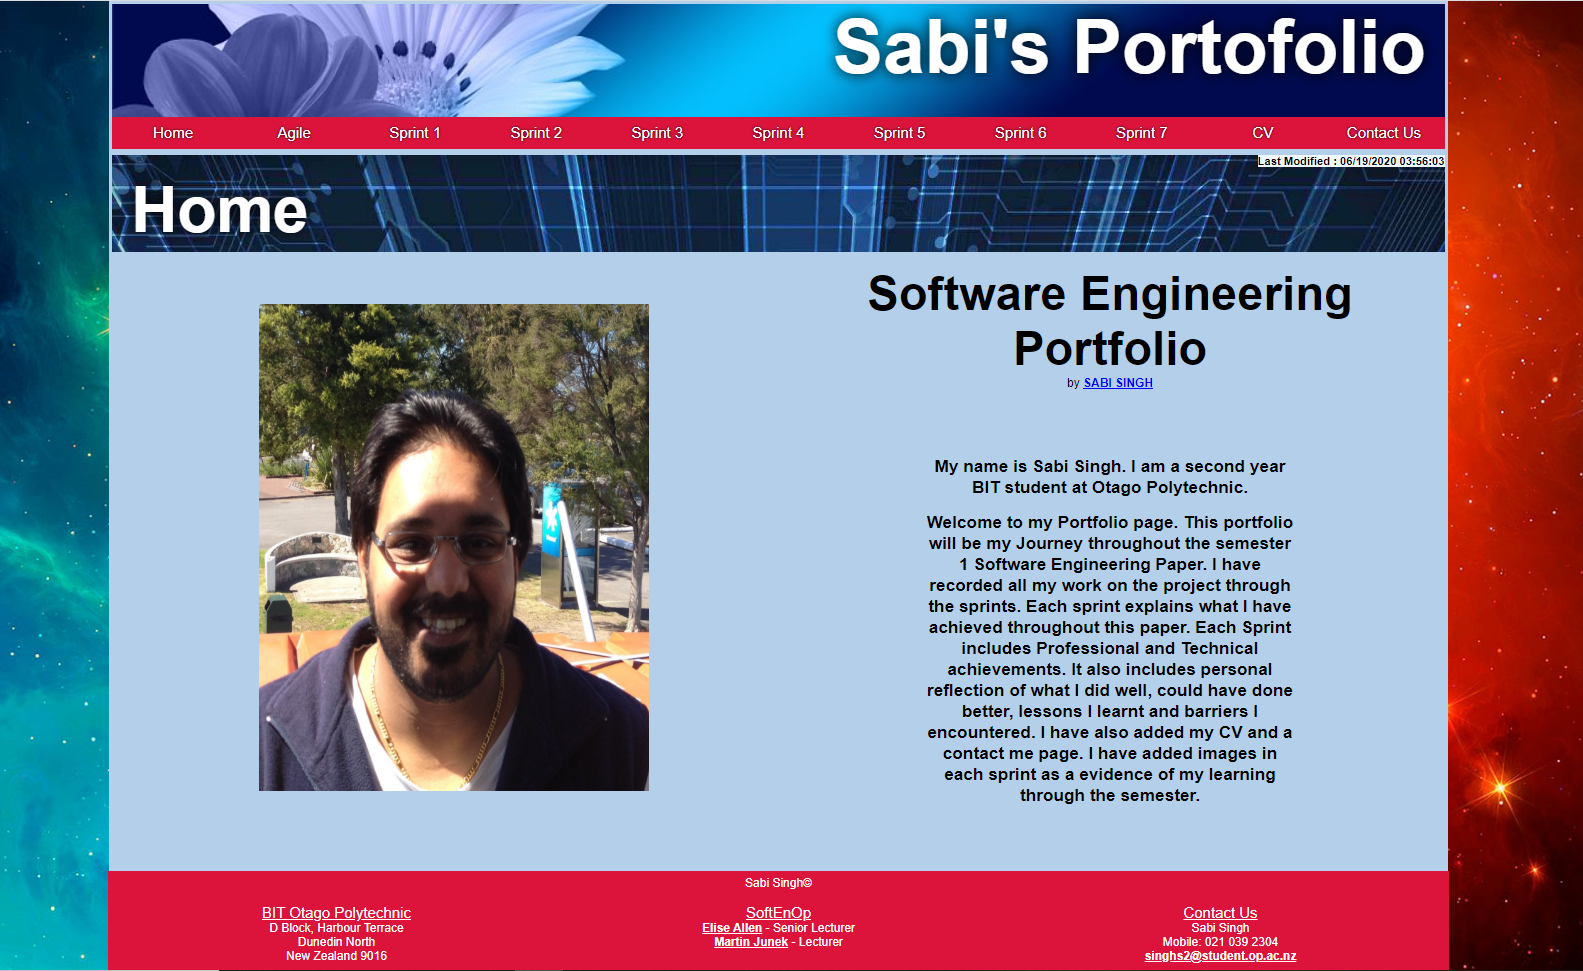 Sabi's Portofolio
Home Agile Sprint 1 Sprint 2 Sprint 3 Sprint 4 Sprint 5 Sprint 6 Sprint 7 CV Contact Us
Last Modified : 06/19/2020 03:56:03
Home
Software Engineering
Portfolio
by SABI SINGH
My name is Sabi Singh. I am a second year
BIT student at Otago Polytechnic.
Welcome to my Portfolio page. This portfolio
will be my Journey throughout the semester
1 Software Engineering Paper. I have
recorded all my work on the project through
the sprints. Each sprint explains what I have
achieved throughout this paper. Each Sprint
includes Professional and Technical
achievements. It also includes personal
reflection of what I did well, could have done
better, lessons I learnt and barriers I
encountered. I have also added my CV and a
contact me page. I have added images in
each sprint as a evidence of my learning
through the semester.
Sabi Singh©
BIT Otago Polytechnic
D Block, Harbour Terrace
Dunedin North
New Zealand 9016
SoftEnOp
Elise Allen - Senior Lecturer
Martin Junek - Lecturer
Contact Us
Sabi Singh
Mobile: 021 039 2304
singhs2@student.op.ac.nz